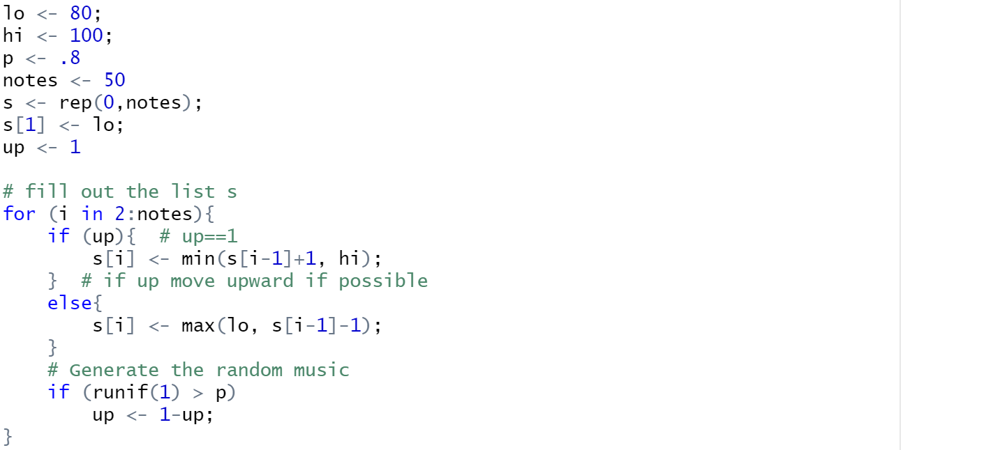 lo <- 80;
hi <- 100;
p <- .8
notes <- 50
s <- rep(0,notes);
s[1] <- lo;
up <- 1
# fill out the list s
for (i in 2:notes){
    if (up){  # up==1
        s[i] <- min(s[i-1]+1, hi);
    }  # if up move upward if possible
    else{
        s[i] <- max(lo, s[i-1]-1);
    }
    # Generate the random music
    if (runif(1) > p)
        up <- 1-up;
}